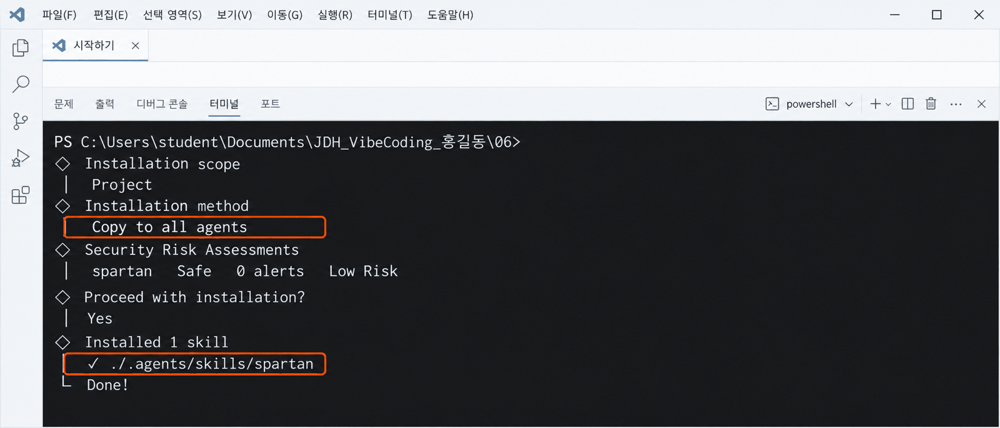 파일(F) 편집(E) 선택 영역(S) 보기(V) 이동(G) 실행(R) 터미널(T) 도움말(H)
시작하기
문제 출력 디버그 콘솔 터미널 포트 powershell
PS C:\Users\student\Documents\JDH_VibeCoding_홍길동\06>
◇ Installation scope
│ Project
◇ Installation method
│ Copy to all agents
◇ Security Risk Assessments
│ spartan Safe 0 alerts Low Risk
◇ Proceed with installation?
│ Yes
◇ Installed 1 skill
│ ✓ ./.agents/skills/spartan
└ Done!